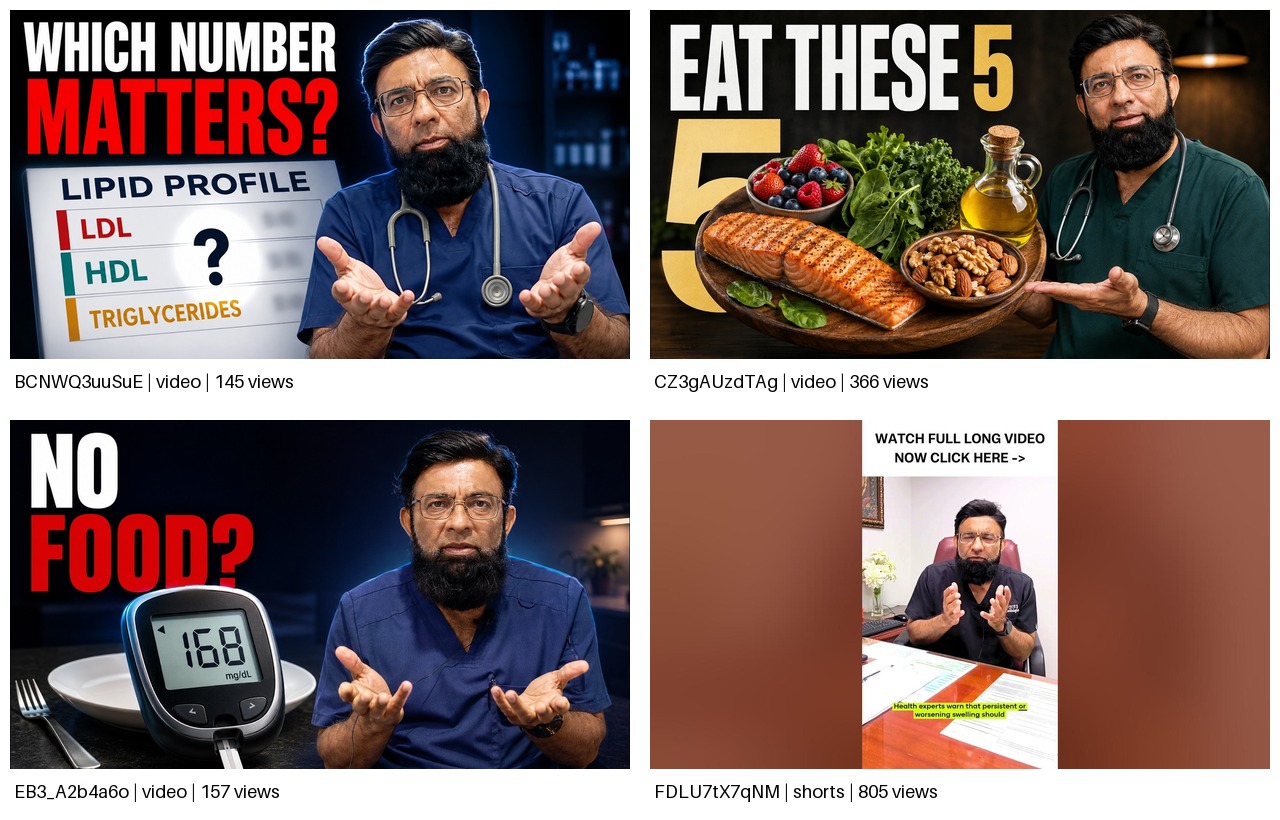 WHICH NUMBER
MATTERS?
LIPID PROFILE
LDL
HDL
?
TRIGLYCERIDES
BCNWQ3uuSuE | video | 145 views
EAT THESE 5
5
CZ3gAUzdTAg | video | 366 views
NO
FOOD?
168
mg/dL
EB3_A2b4a6o | video | 157 views
WATCH FULL LONG VIDEO
NOW CLICK HERE ->
Health experts warn that persistent or
worsening swelling should
FDLU7tX7qNM | shorts | 805 views